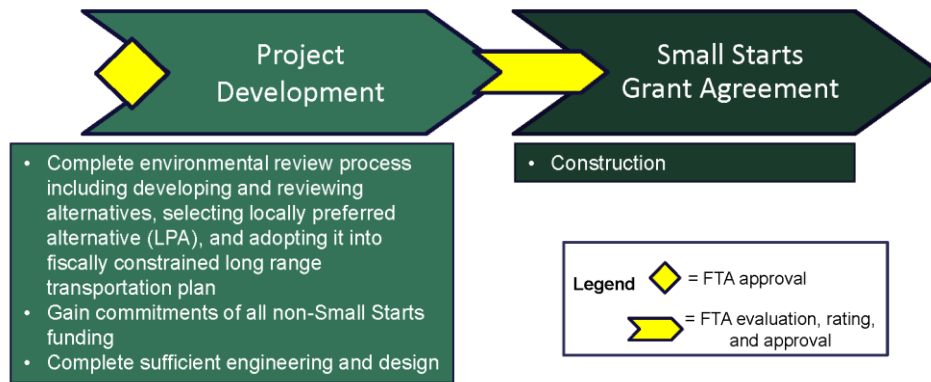 Project
Development
Small Starts
Grant Agreement
• Complete environmental review process
including developing and reviewing
alternatives, selecting locally preferred
alternative (LPA), and adopting it into
fiscally constrained long range
transportation plan
• Gain commitments of all non-Small Starts
funding
• Complete sufficient engineering and design
• Construction
Legend
= FTA approval
= FTA evaluation, rating,
and approval